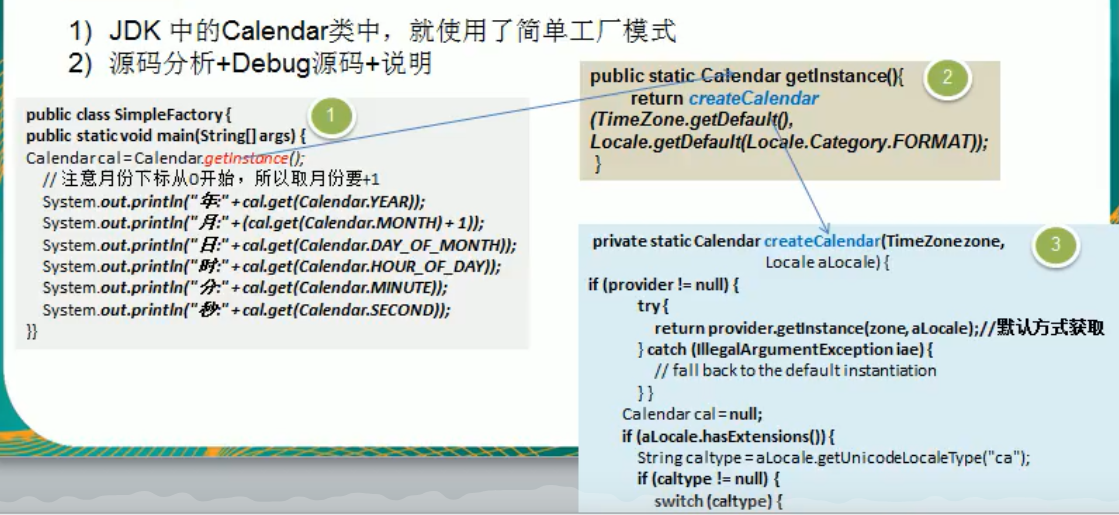 1) JDK 中的Calendar类中，就使用了简单工厂模式
2) 源码分析+Debug源码+说明
1
public class SimpleFactory {
public static void main(String[] args) {
Calendar cal = Calendar.getInstance();
// 注意月份下标从0开始，所以取月份要+1
System.out.println("年:" + cal.get(Calendar.YEAR));
System.out.println("月:" + (cal.get(Calendar.MONTH) + 1));
System.out.println("日:" + cal.get(Calendar.DAY_OF_MONTH));
System.out.println("时:" + cal.get(Calendar.HOUR_OF_DAY));
System.out.println("分:" + cal.get(Calendar.MINUTE));
System.out.println("秒:" + cal.get(Calendar.SECOND));
}}
2
public static Calendar getInstance(){
return createCalendar
(TimeZone.getDefault(),
Locale.getDefault(Locale.Category.FORMAT));
}
3
private static Calendar createCalendar(TimeZone zone,
Locale aLocale) {
if (provider != null) {
try {
return provider.getInstance(zone, aLocale);//默认方式获取
} catch (IllegalArgumentException iae) {
// fall back to the default instantiation
} }
Calendar cal = null;
if (aLocale.hasExtensions()) {
String caltype = aLocale.getUnicodeLocaleType("ca");
if (caltype != null) {
switch (caltype) {